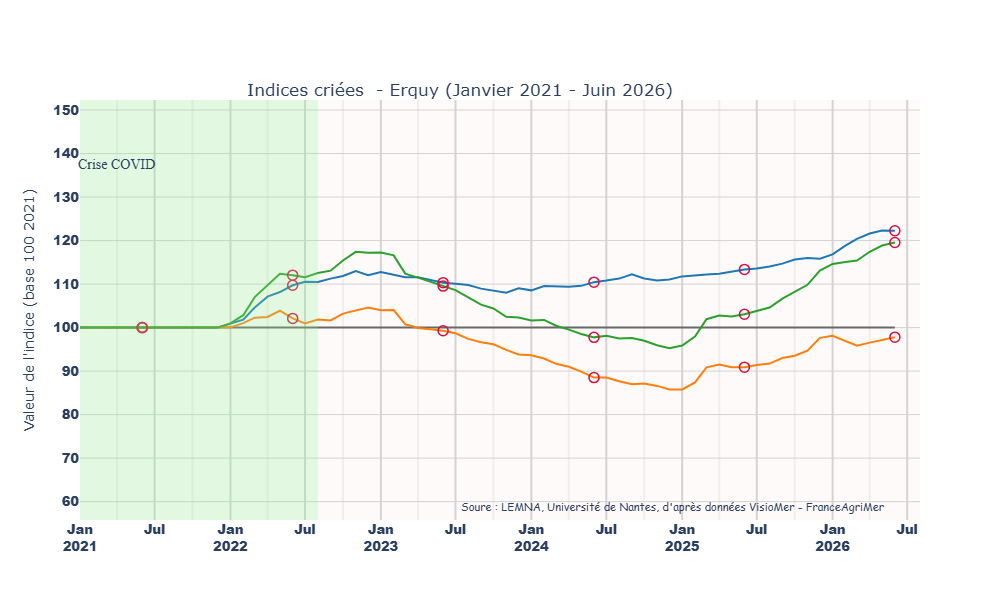 Indices criées  - Erquy (Janvier 2021 - Juin 2026)
Valeur de l'Indice (base 100 2021)
150
140
Crise COVID
130
120
110
100
90
80
70
60
Soure : LEMNA, Université de Nantes, d'après données VisioMer - FranceAgriMer
Jan Jul Jan Jul Jan Jul Jan Jul Jan Jul Jan Jul
2021 2022 2023 2024 2025 2026